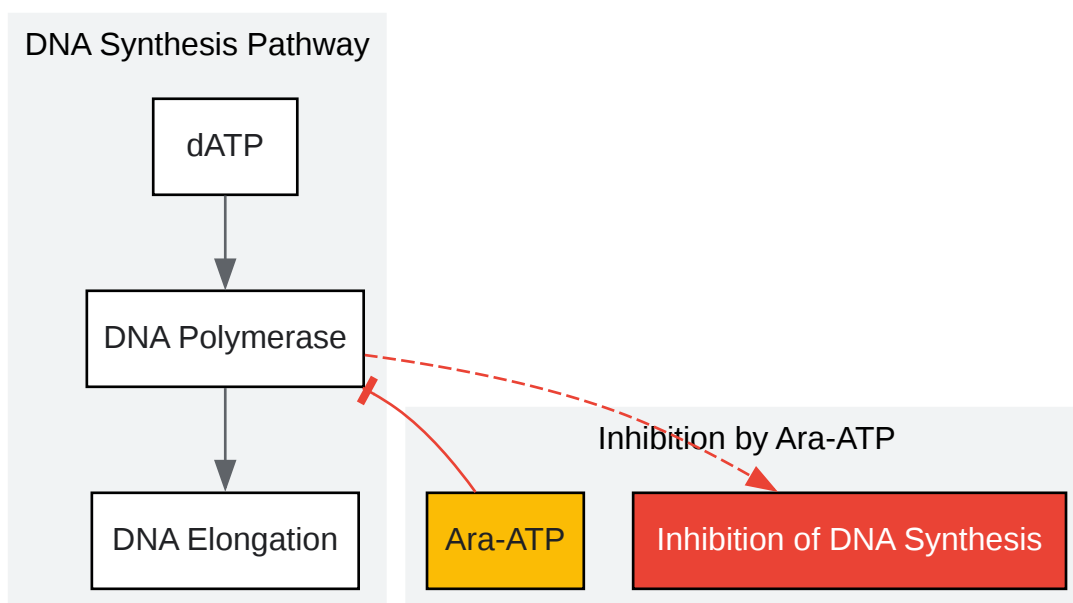 DNA Synthesis Pathway
dATP
DNA Polymerase
DNA Elongation
Inhibition by Ara-ATP
Ara-ATP
Inhibition of DNA Synthesis